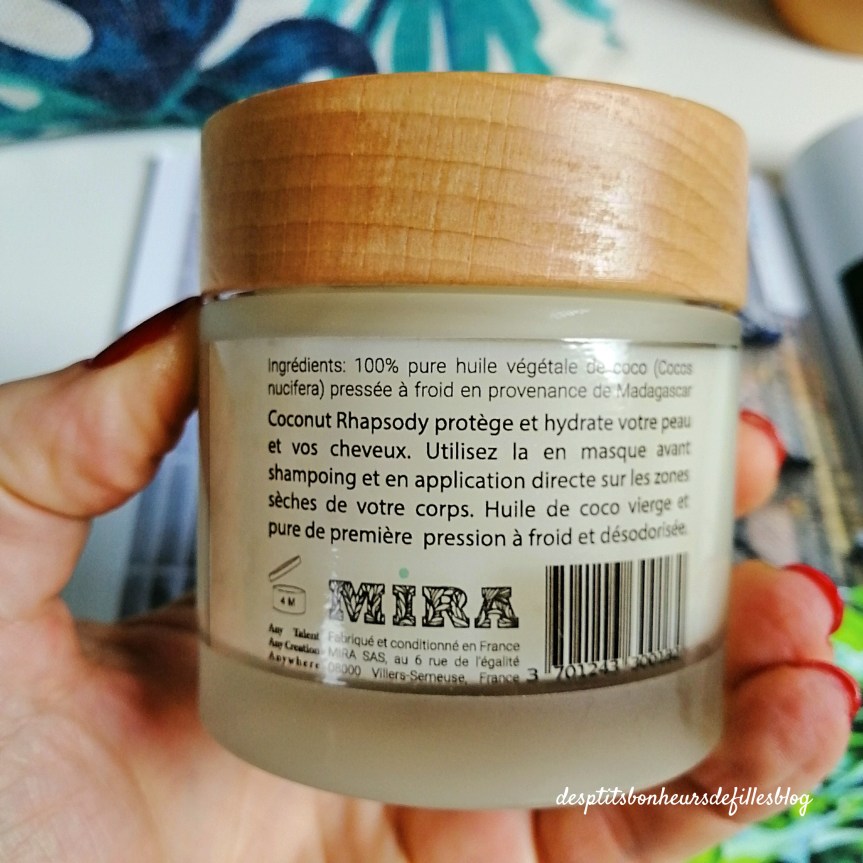 Ingrédients: 100% pure huile végétale de coco (Cocos
nucifera) pressée à froid en provenance de Madagascar
Coconut Rhapsody protège et hydrate votre peau
et vos cheveux. Utilisez la en masque avant
shampoing et en application directe sur les zones
sèches de votre corps. Huile de coco vierge et
pure de première pression à froid et désodorisée.
4 M
MIRA
Any Talent
Any Creation
Anywhere
Fabriqué et conditionné en France
MIRA SAS, au 6 rue de l'égalité
08000 Villers-Semeuse, France
3 701243
desptitsbonheursdefillesblog